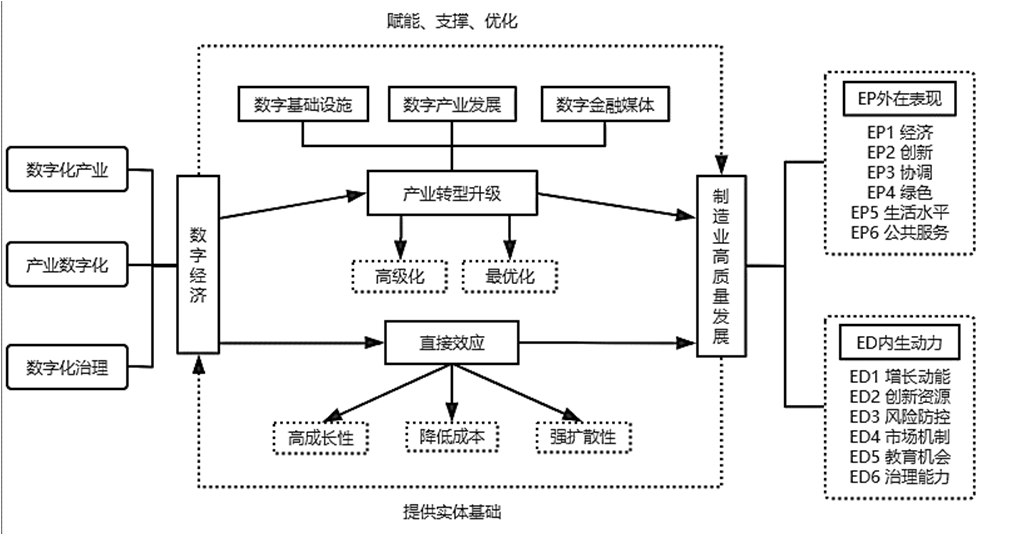 赋能、支撑、优化
数字基础设施
数字产业发展
数字金融媒体
数字化产业
产业数字化
数字化治理
数字经济
产业转型升级
高级化
最优化
直接效应
高成长性
降低成本
强扩散性
制造业高质量发展
提供实体基础
EP外在表现
EP1 经济
EP2 创新
EP3 协调
EP4 绿色
EP5 生活水平
EP6 公共服务
ED内生动力
ED1 增长动能
ED2 创新资源
ED3 风险防控
ED4 市场机制
ED5 教育机会
ED6 治理能力